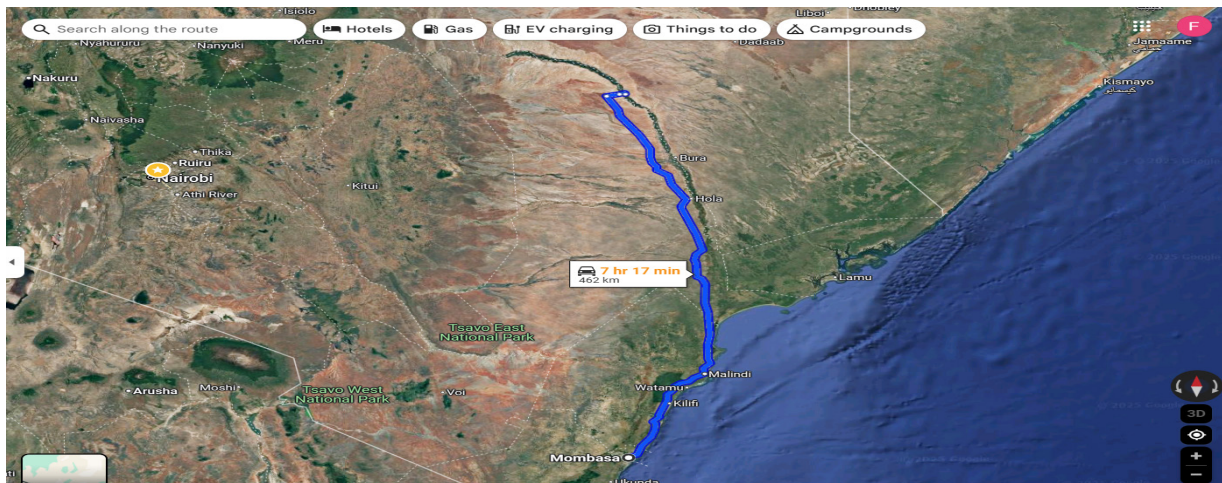 Isiolo
Liboi
Dhobley
Search along the route
Hotels
Gas
EV charging
Things to do
Campgrounds
F
Nyahururu
Nanyuki
Meru
Dadaab
Jamaame
Nakuru
Kismayo
كيسمايو
Naivasha
Thika
Ruiru
Nairobi
Athi River
Kitui
Bura
Hola
7 hr 17 min
462 km
Lamu
Tsavo East
National Park
Malindi
Arusha
Moshi
Tsavo West
National Park
Voi
Watamu
Kilifi
3D
Mombasa
Ukunda